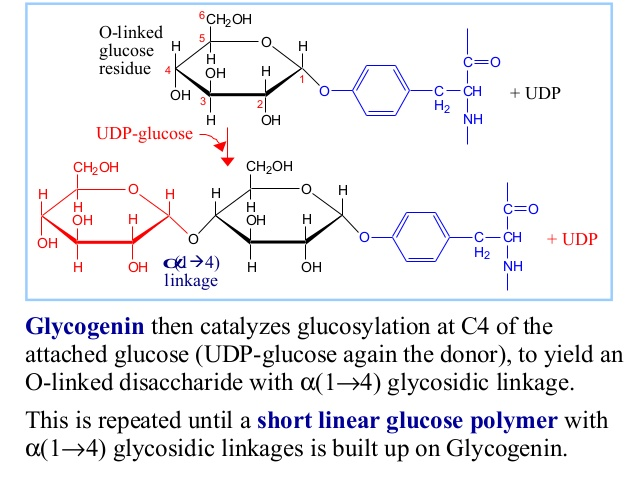 6 CH2OH
O-linked
glucose
residue
5
O
H
H
H
4
OH
H
1
OH
3
2
O
H
OH
C
O
C
CH
H2
NH
+ UDP
UDP-glucose
CH2OH
CH2OH
H
O
H
H
O
H
H
OH
H
H
OH
H
OH
O
O
H
OH
H
OH
α(1→4)
linkage
C
O
C
CH
H2
NH
+ UDP
Glycogenin then catalyzes glucosylation at C4 of the
attached glucose (UDP-glucose again the donor), to yield an
O-linked disaccharide with α(1→4) glycosidic linkage.
This is repeated until a short linear glucose polymer with
α(1→4) glycosidic linkages is built up on Glycogenin.